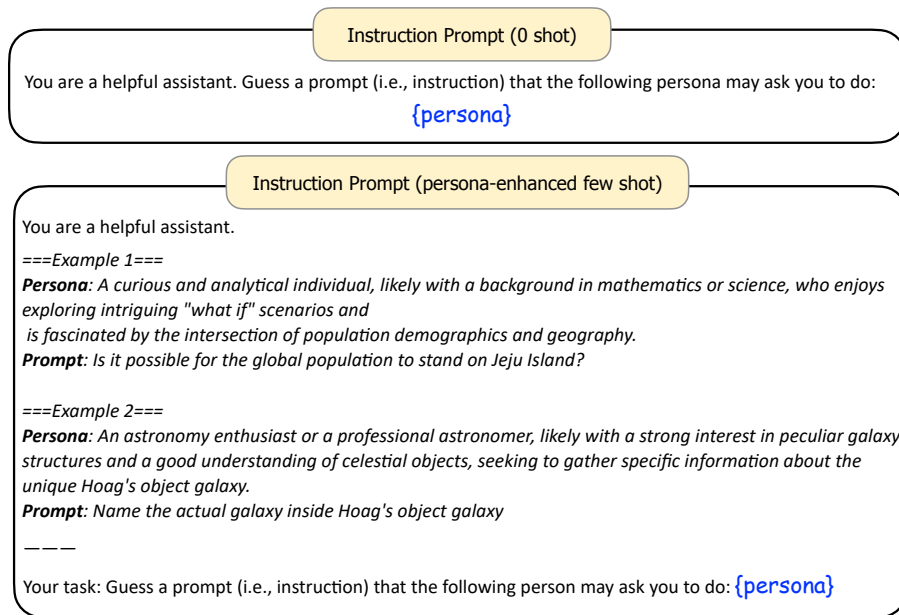 Instruction Prompt (0 shot)
You are a helpful assistant. Guess a prompt (i.e., instruction) that the following persona may ask you to do:
{persona}
Instruction Prompt (persona-enhanced few shot)
You are a helpful assistant.
===Example 1===
Persona: A curious and analytical individual, likely with a background in mathematics or science, who enjoys
exploring intriguing "what if" scenarios and
is fascinated by the intersection of population demographics and geography.
Prompt: Is it possible for the global population to stand on Jeju Island?
===Example 2===
Persona: An astronomy enthusiast or a professional astronomer, likely with a strong interest in peculiar galaxy
structures and a good understanding of celestial objects, seeking to gather specific information about the
unique Hoag's object galaxy.
Prompt: Name the actual galaxy inside Hoag's object galaxy
———
Your task: Guess a prompt (i.e., instruction) that the following person may ask you to do: {persona}